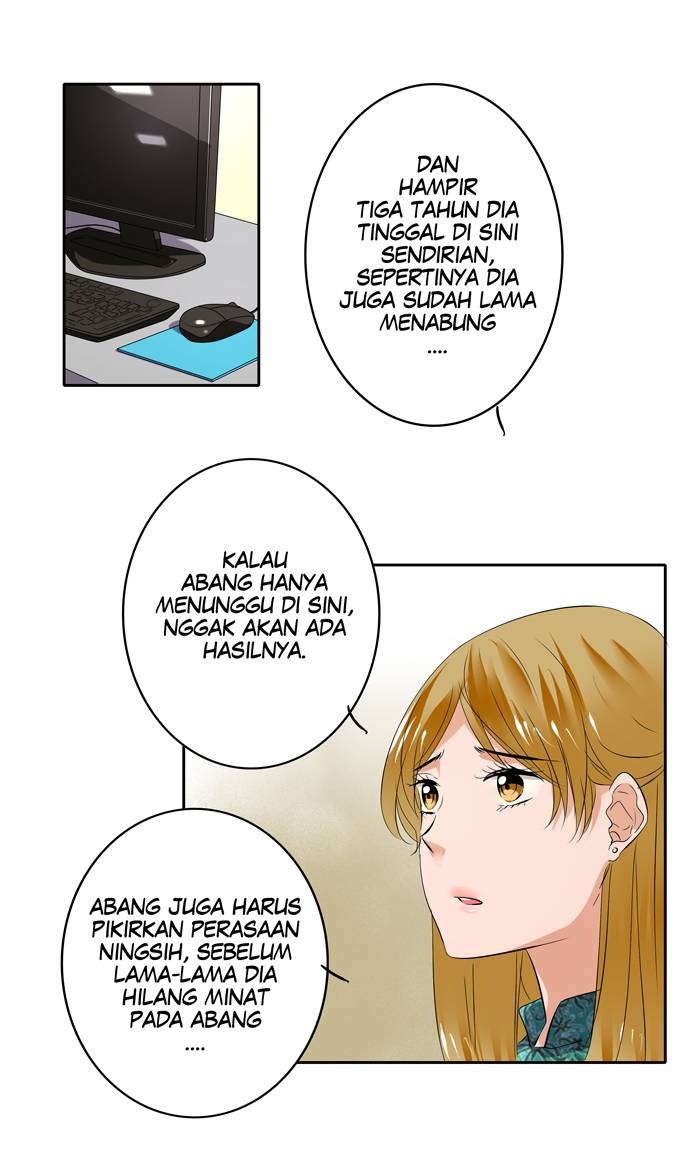 DAN
HAMPIR
TIGA TAHUN DIA
TINGGAL DI SINI
SENDIRIAN,
SEPERTINYA DIA
JUGA SUDAH LAMA
MENABUNG
....
KALAU
ABANG HANYA
MENUNGGU DI SINI,
NGGAK AKAN ADA
HASILNYA.
ABANG JUGA HARUS
PIKIRKAN PERASAAN
NINGSIH, SEBELUM
LAMA-LAMA DIA
HILANG MINAT
PADA ABANG
....